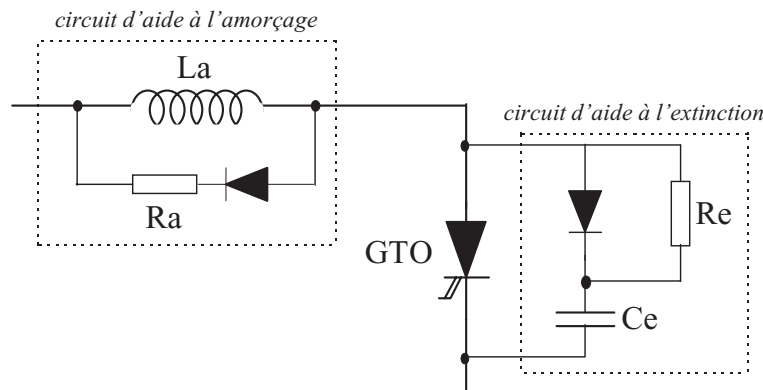 circuit d’aide à l’amorçage
La
Ra
circuit d’aide à l’extinction
Re
GTO
Ce